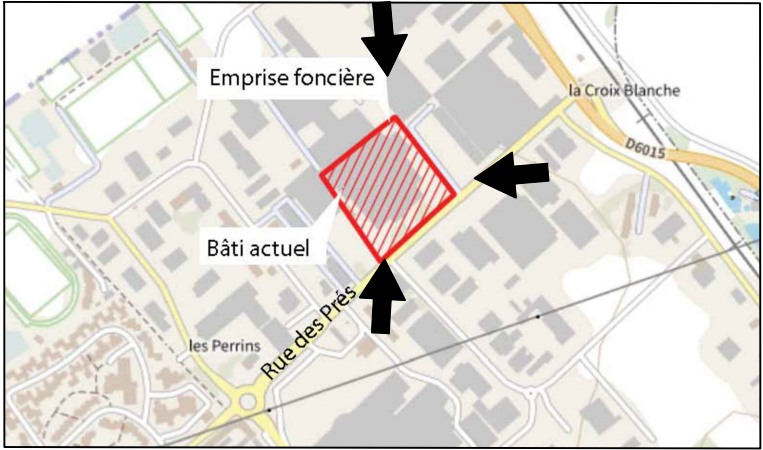 Emprise foncière
la Croix Blanche
D6015
Bâti actuel
Rue des Prés
les Perrins